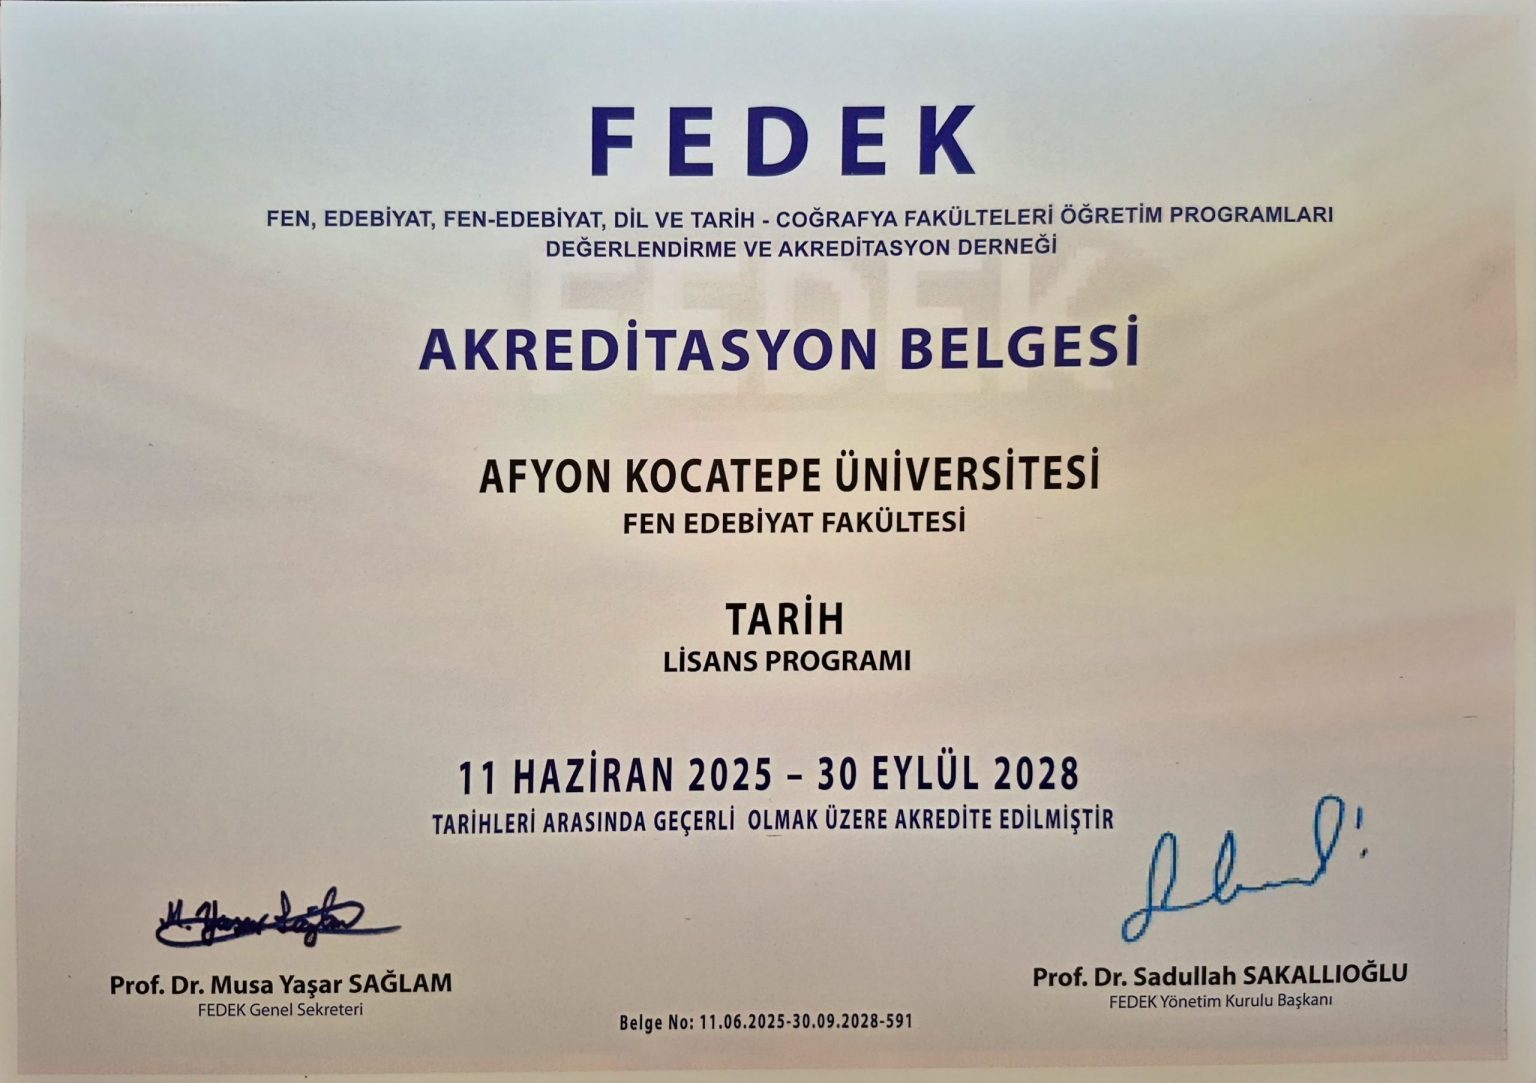 FEDEK
FEN, EDEBİYAT, FEN-EDEBİYAT, DİL VE TARİH - COĞRAFYA FAKÜLTELERİ ÖĞRETİM PROGRAMLARI
DEĞERLENDİRME VE AKREDİTASYON DERNEĞİ
FEDEK
AKREDİTASYON BELGESİ
AFYON KOCATEPE ÜNİVERSİTESİ
FEN EDEBİYAT FAKÜLTESİ
TARİH
LİSANS PROGRAMI
11 HAZİRAN 2025 – 30 EYLÜL 2028
TARİHLERİ ARASINDA GEÇERLİ OLMAK ÜZERE AKREDİTE EDİLMİŞTİR
M. Yaşar Sağlam
Prof. Dr. Musa Yaşar SAĞLAM
FEDEK Genel Sekreteri
Prof. Dr. Sadullah SAKALLIOĞLU
FEDEK Yönetim Kurulu Başkanı
Belge No: 11.06.2025-30.09.2028-591